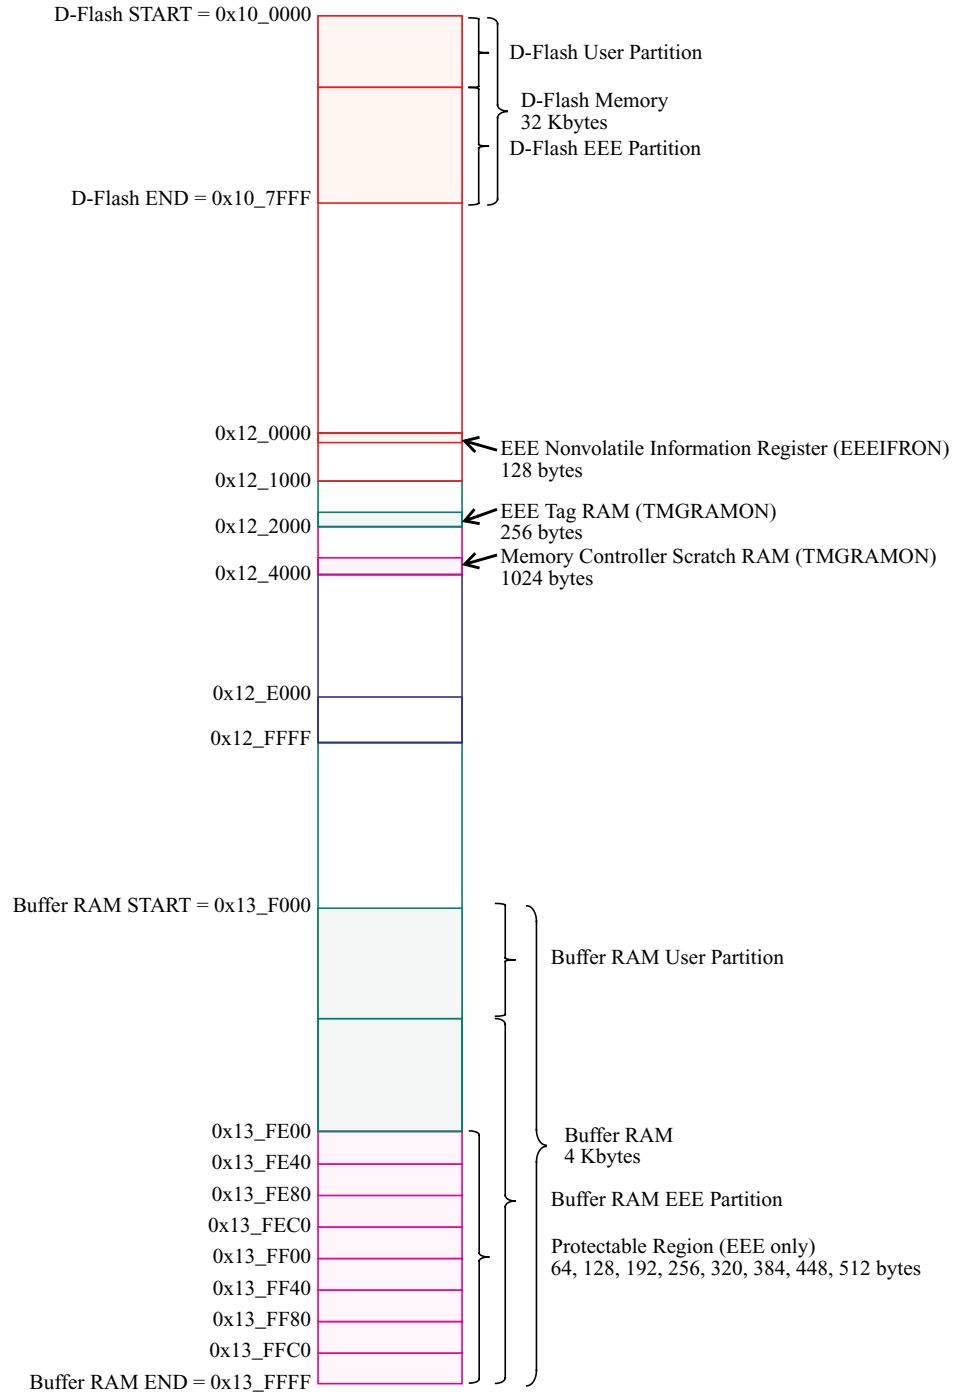 D-Flash START = 0x10_0000
D-Flash User Partition
D-Flash Memory
32 Kbytes
D-Flash EEE Partition
D-Flash END = 0x10_7FFF
0x12_0000
EEE Nonvolatile Information Register (EEEIFRON)
128 bytes
0x12_1000
EEE Tag RAM (TMGRAMON)
256 bytes
0x12_2000
Memory Controller Scratch RAM (TMGRAMON)
1024 bytes
0x12_4000
0x12_E000
0x12_FFFF
Buffer RAM START = 0x13_F000
Buffer RAM User Partition
0x13_FE00
Buffer RAM
4 Kbytes
0x13_FE40
0x13_FE80
Buffer RAM EEE Partition
0x13_FEC0
Protectable Region (EEE only)
64, 128, 192, 256, 320, 384, 448, 512 bytes
0x13_FF00
0x13_FF40
0x13_FF80
0x13_FFC0
Buffer RAM END = 0x13_FFFF